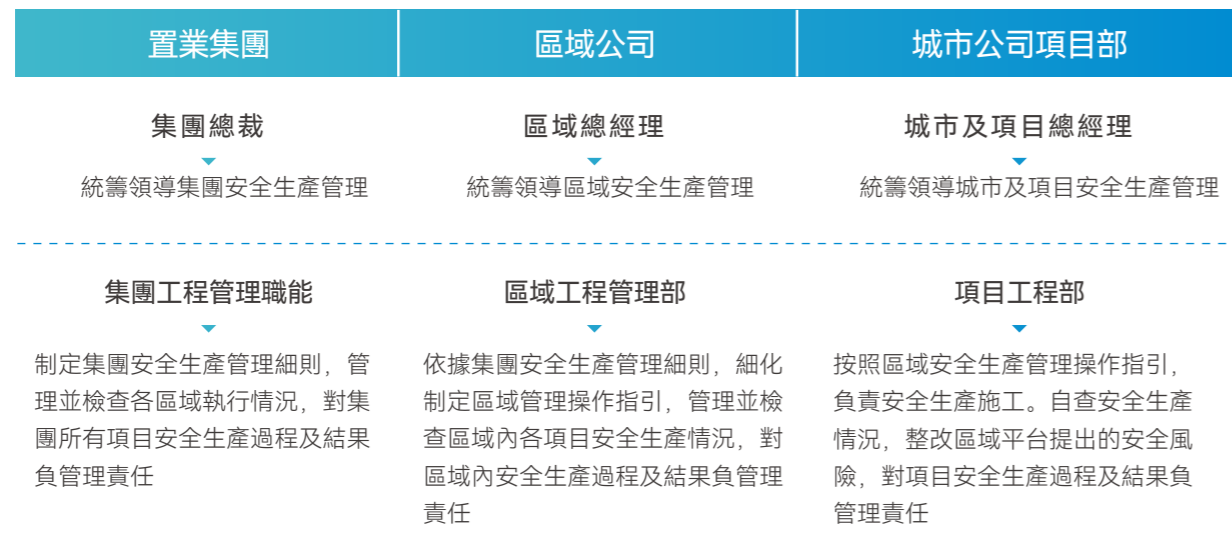 置業集團
區域公司
城市公司項目部
集團總裁
統籌領導集團安全生產管理
區域總經理
統籌領導區域安全生產管理
城市及項目總經理
統籌領導城市及項目安全生產管理
集團工程管理職能
制定集團安全生產管理細則，管
理並檢查各區域執行情況，對集
團所有項目安全生產過程及結果
負管理責任
區域工程管理部
依據集團安全生產管理細則，細化
制定區域管理操作指引，管理並檢
查區域內各項目安全生產情況，對
區域內安全生產過程及結果負管理
責任
項目工程部
按照區域安全生產管理操作指引，
負責安全生產施工。自查安全生產
情況，整改區域平台提出的安全風
險，對項目安全生產過程及結果負
管理責任